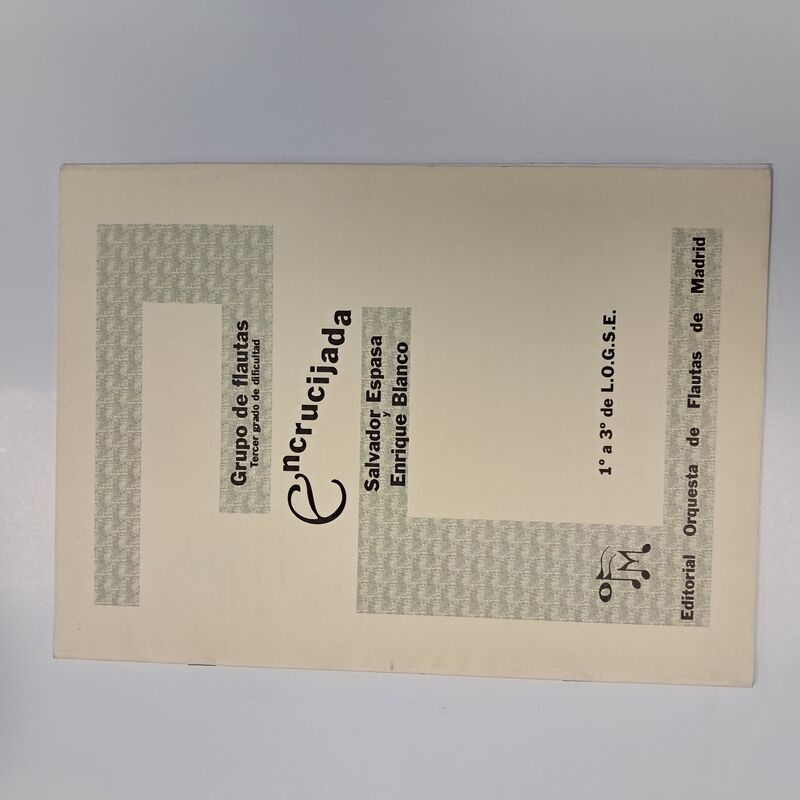 Grupo de flautas
Tercer grado de dificultad
encrucijada
Salvador Espasa
y
Enrique Blanco
1º a 3º de L.O.G.S.E.
OFM
Editorial Orquesta de Flautas de Madrid